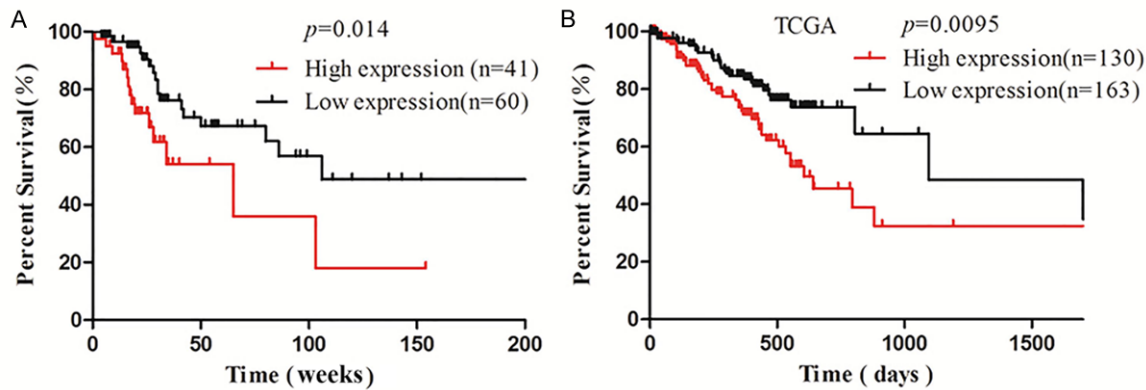 A
p=0.014
High expression (n=41)
Low expression(n=60)
Percent Survival(%)
100
80
60
40
20
0
0 50 100 150 200
Time (weeks)
B
TCGA p=0.0095
High expression(n=130)
Low expression(n=163)
Percent Survival(%)
100
80
60
40
20
0
0 500 1000 1500
Time ( days )